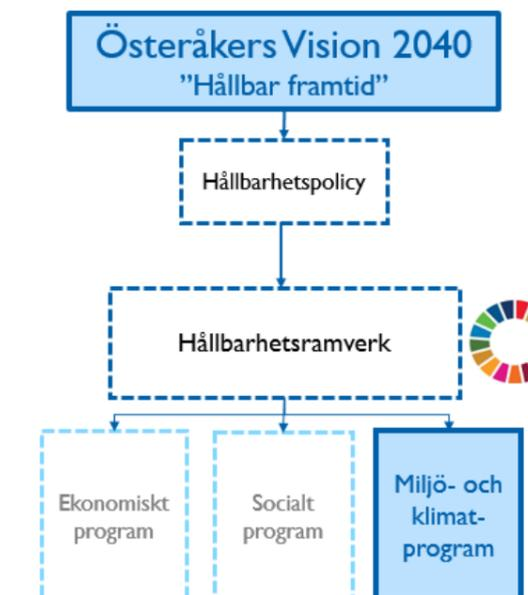 Österåkers Vision 2040
”Hållbar framtid”
Hållbarhetspolicy
Hållbarhetsramverk
Ekonomiskt
program
Socialt
program
Miljö- och
klimat-
program